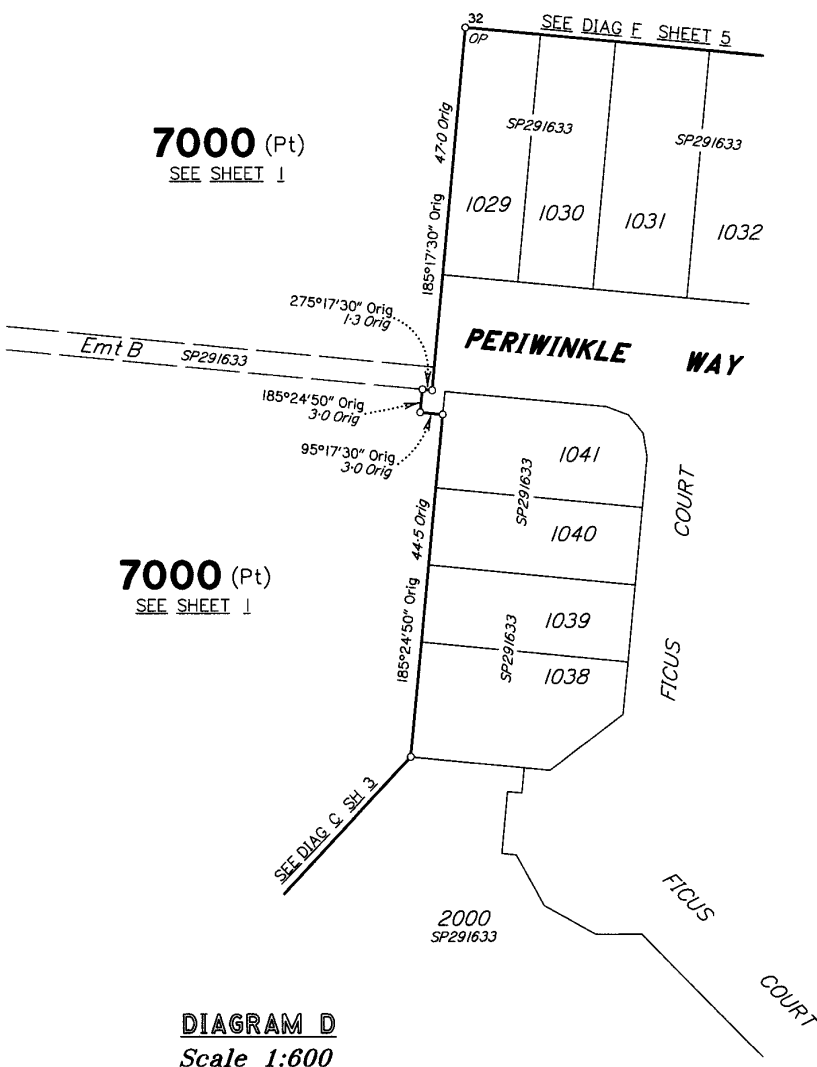 32
SEE DIAG F SHEET 5
OP
7000 (Pt)
SEE SHEET 1
47·0 Orig
185°17'30" Orig
SP291633
SP291633
1029
1030
1031
1032
275°17'30" Orig
1·3 Orig
PERIWINKLE WAY
Emt B SP291633
185°24'50" Orig
3·0 Orig
95°17'30" Orig
3·0 Orig
1041
SP291633
COURT
1040
44·5 Orig
7000 (Pt)
SEE SHEET 1
185°24'50" Orig
1039
SP291633
FICUS
1038
SEE DIAG C SH 3
2000
SP291633
FICUS
COURT
DIAGRAM D
Scale 1:600